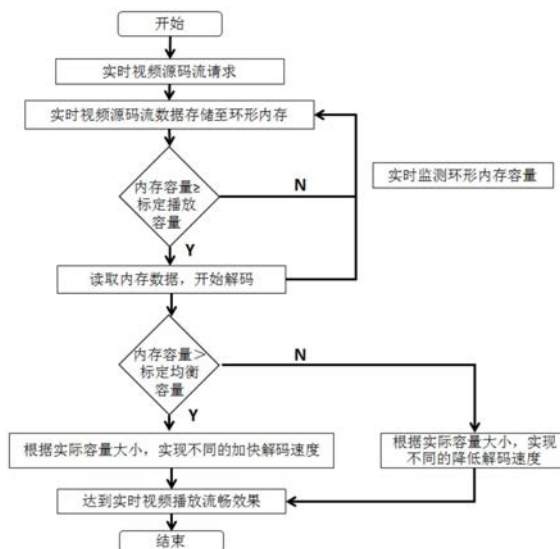 开始
实时视频源码流请求
实时视频源码流数据存储至环形内存
内存容量≥
标定播放
容量
N
实时监测环形内存容量
Y
读取内存数据，开始解码
内存容量＞
标定均衡
容量
N
Y
根据实际容量大小，实现不同的加快解码速度
根据实际容量大小，实现
不同的降低解码速度
达到实时视频播放流畅效果
结束